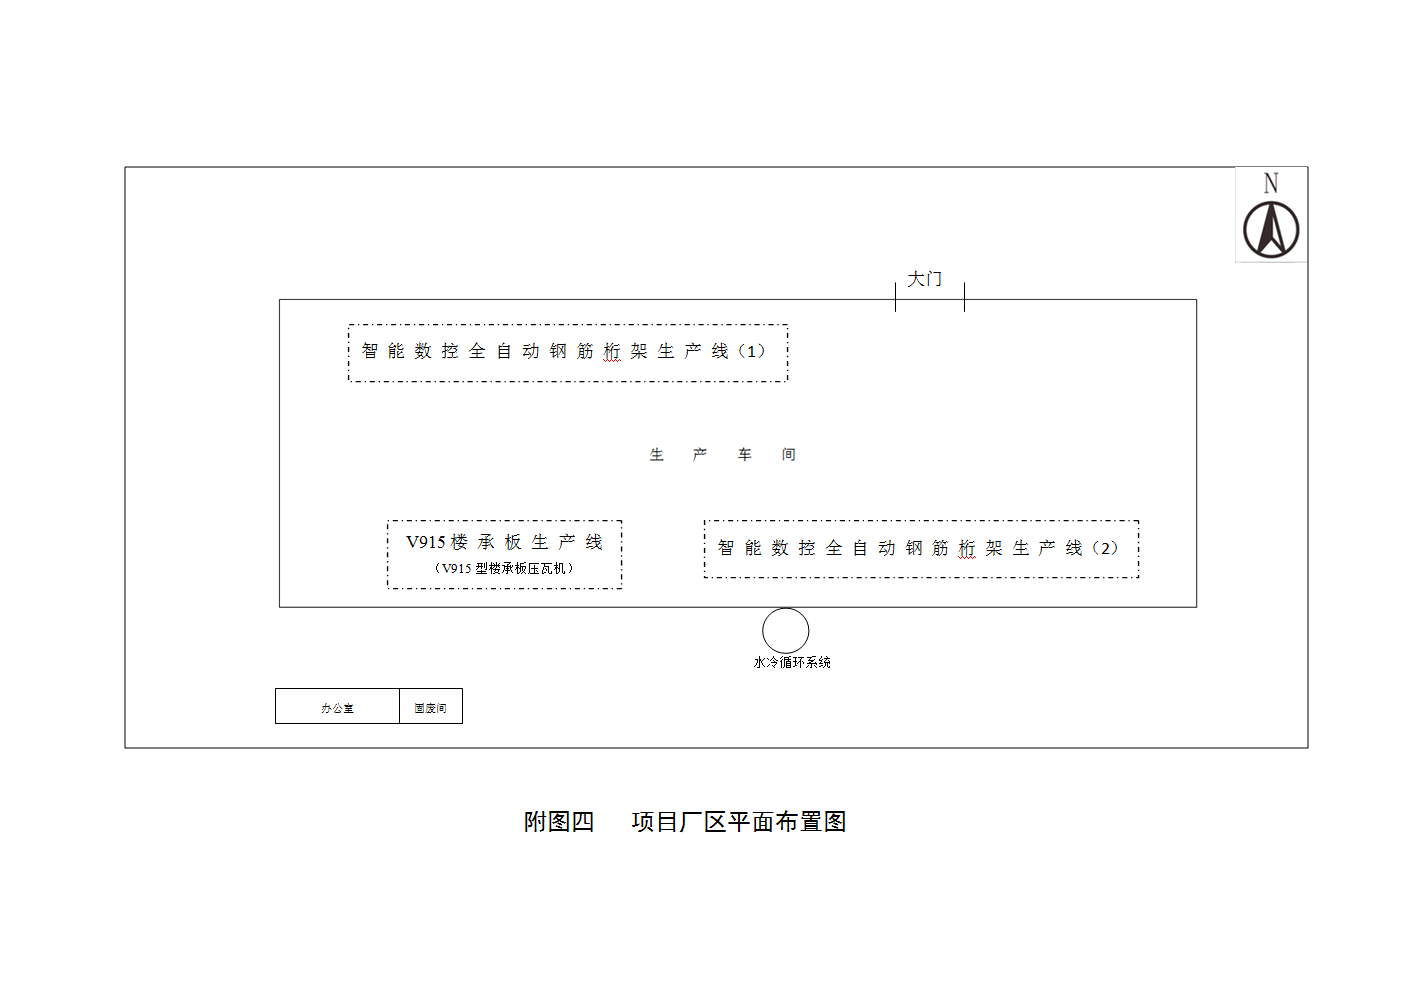 N
大门
智能数控全自动钢筋桁架生产线（1）
生产车间
V915楼承板生产线
（V915型楼承板压瓦机）
智能数控全自动钢筋桁架生产线（2）
水冷循环系统
办公室
固废间
附图四 项目厂区平面布置图